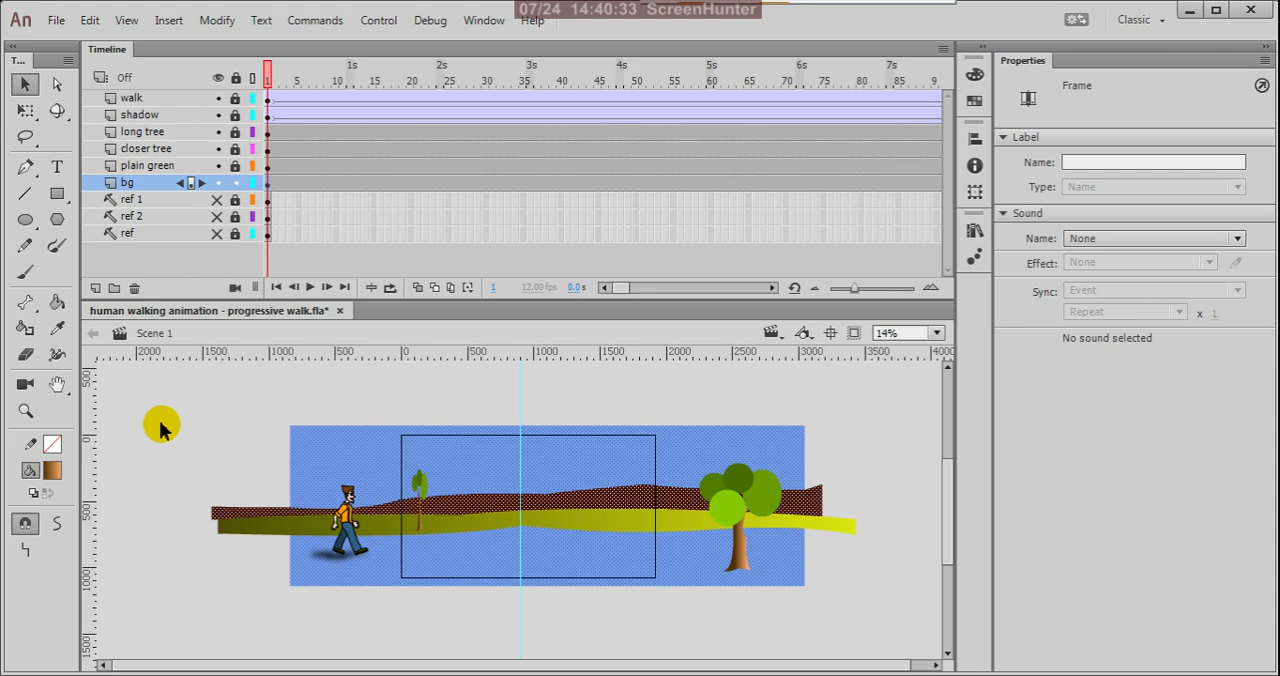 07/24 14:40:33 ScreenHunter
An File Edit View Insert Modify Text Commands Control Debug Window Help Classic
T... Timeline Properties
Off 1s 2s 3s 4s 5s 6s 7s
1 5 10 15 20 25 30 35 40 45 50 55 60 65 70 75 80 85 9
walk
shadow
long tree
closer tree
plain green
bg
ref 1
ref 2
ref
1 12.00 fps 0.0 s
human walking animation - progressive walk.fla*
Scene 1 14%
2000 1500 1000 500 0 500 1000 1500 2000 2500 3000 3500 4000
500
0
500
1000
1500
Frame
Label
Name:
Type: Name
Sound
Name: None
Effect: None
Sync: Event
Repeat x 1
No sound selected